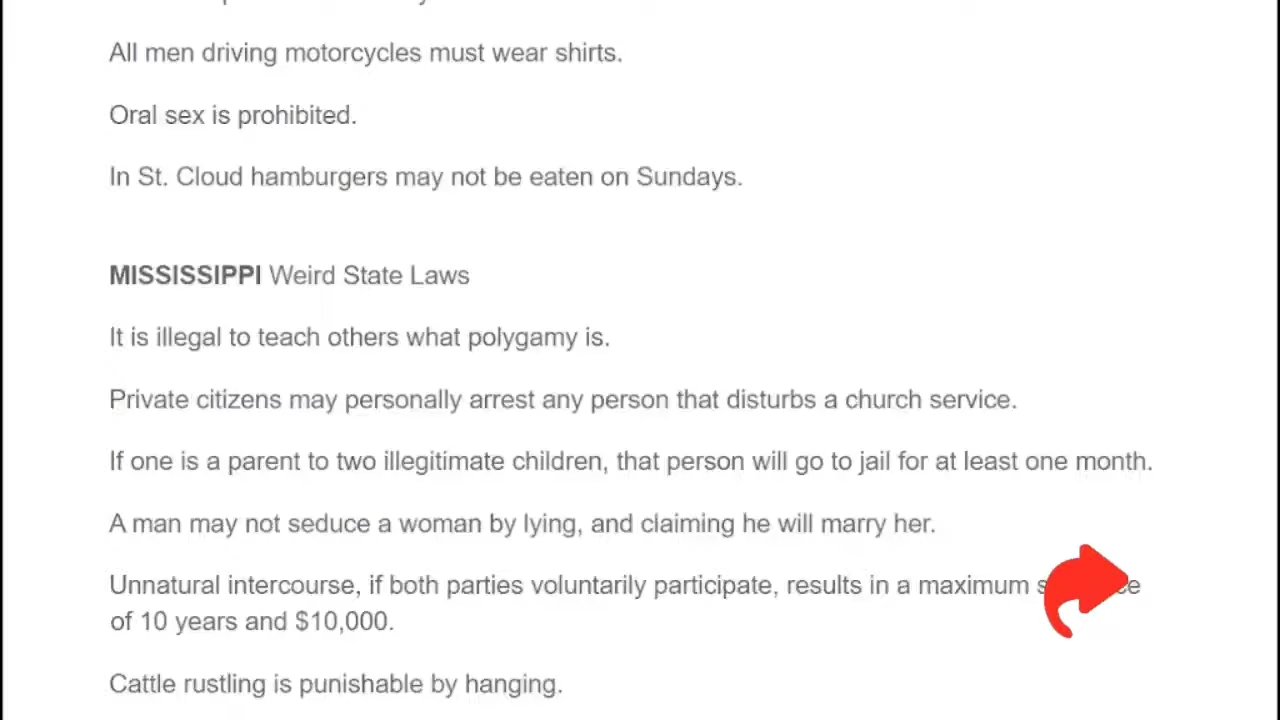 All men driving motorcycles must wear shirts.
Oral sex is prohibited.
In St. Cloud hamburgers may not be eaten on Sundays.
MISSISSIPPI Weird State Laws
It is illegal to teach others what polygamy is.
Private citizens may personally arrest any person that disturbs a church service.
If one is a parent to two illegitimate children, that person will go to jail for at least one month.
A man may not seduce a woman by lying, and claiming he will marry her.
Unnatural intercourse, if both parties voluntarily participate, results in a maximum
of 10 years and $10,000.
Cattle rustling is punishable by hanging.